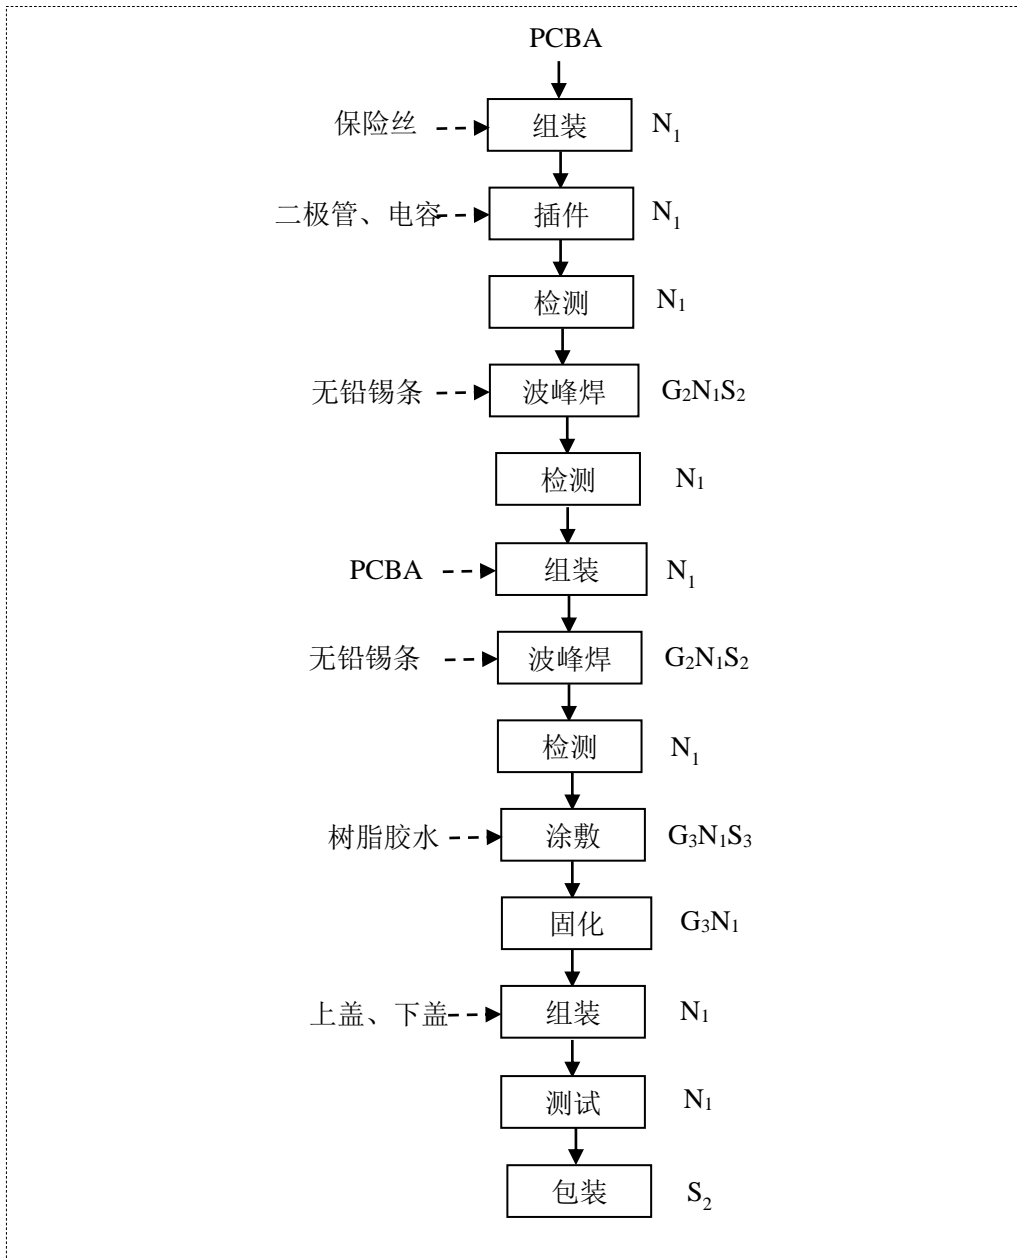 PCBA
保险丝 组装 N₁
二极管、电容 插件 N₁
检测 N₁
无铅锡条 波峰焊 G₂N₁S₂
检测 N₁
PCBA 组装 N₁
无铅锡条 波峰焊 G₂N₁S₂
检测 N₁
树脂胶水 涂敷 G₃N₁S₃
固化 G₃N₁
上盖、下盖 组装 N₁
测试 N₁
包装 S₂